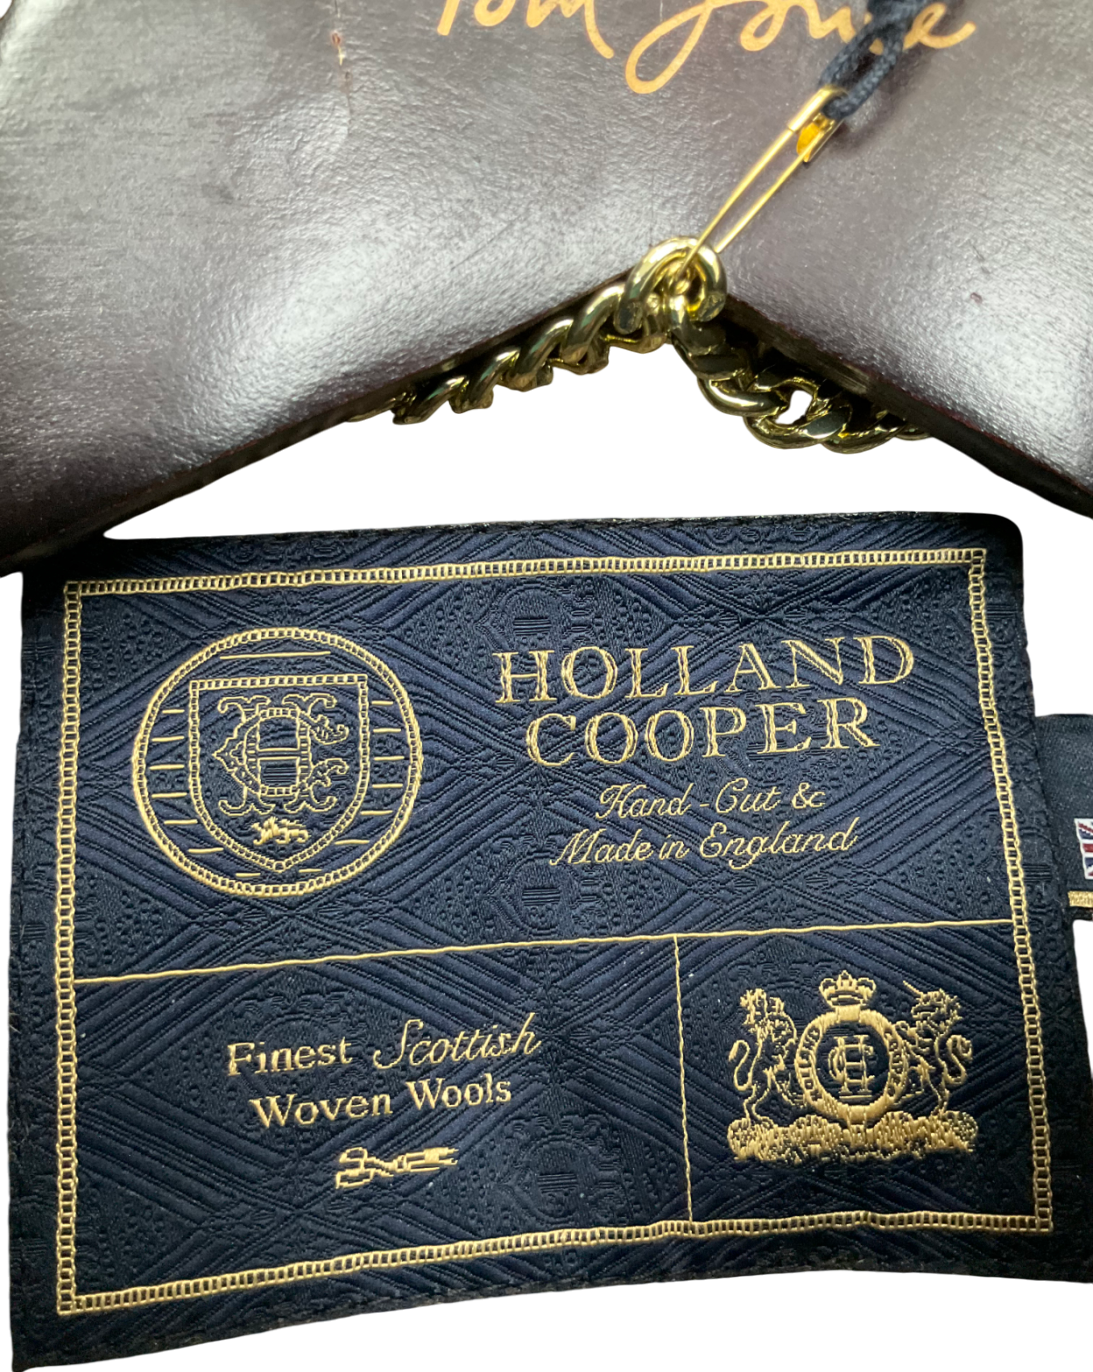 HOLLAND
COOPER
Hand-Cut &
Made in England
Finest Scottish
Woven Wools